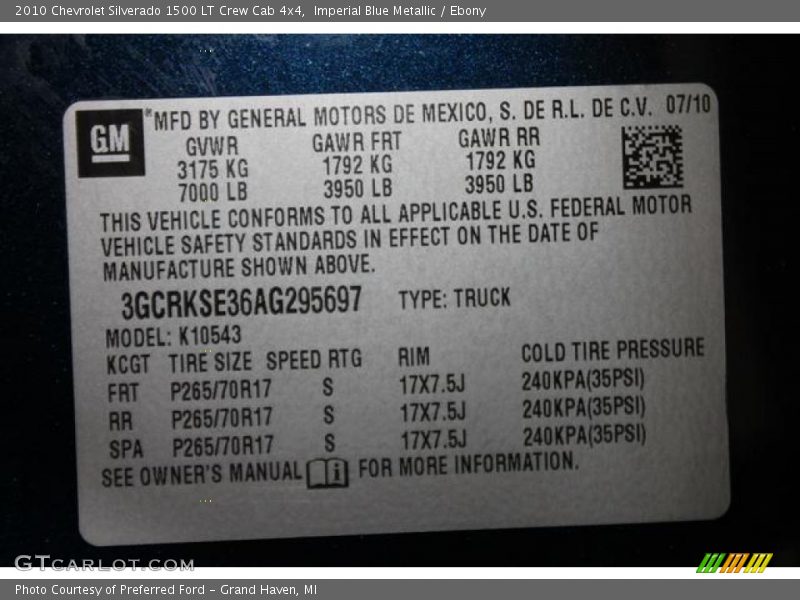 2010 Chevrolet Silverado 1500 LT Crew Cab 4x4, Imperial Blue Metallic / Ebony
GM
*MFD BY GENERAL MOTORS DE MEXICO, S. DE R.L. DE C.V. 07/10
GVWR GAWR FRT GAWR RR
3175 KG 1792 KG 1792 KG
7000 LB 3950 LB 3950 LB
THIS VEHICLE CONFORMS TO ALL APPLICABLE U.S. FEDERAL MOTOR
VEHICLE SAFETY STANDARDS IN EFFECT ON THE DATE OF
MANUFACTURE SHOWN ABOVE.
3GCRKSE36AG295697 TYPE: TRUCK
MODEL: K10543
KCGT TIRE SIZE SPEED RTG RIM COLD TIRE PRESSURE
FRT P265/70R17 S 17X7.5J 240KPA(35PSI)
RR P265/70R17 S 17X7.5J 240KPA(35PSI)
SPA P265/70R17 S 17X7.5J 240KPA(35PSI)
SEE OWNER'S MANUAL i FOR MORE INFORMATION.
GTCARLOT.COM
Photo Courtesy of Preferred Ford – Grand Haven, MI